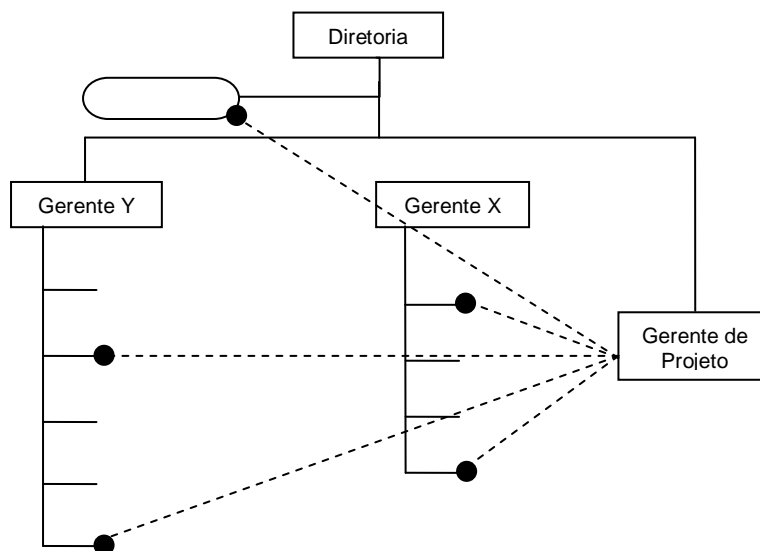 Diretoria
Gerente Y
Gerente X
Gerente de
Projeto